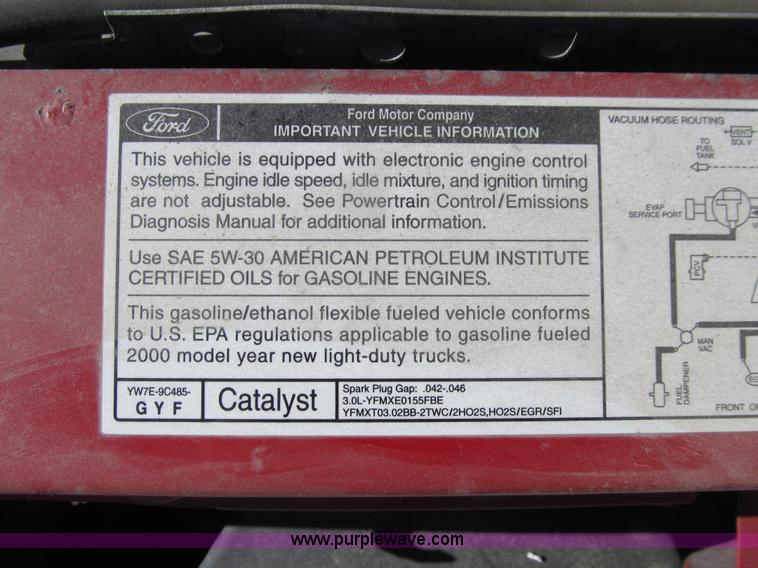 Ford
Ford Motor Company
IMPORTANT VEHICLE INFORMATION
This vehicle is equipped with electronic engine control
systems. Engine idle speed, idle mixture, and ignition timing
are not adjustable. See Powertrain Control/Emissions
Diagnosis Manual for additional information.
Use SAE 5W-30 AMERICAN PETROLEUM INSTITUTE
CERTIFIED OILS for GASOLINE ENGINES.
This gasoline/ethanol flexible fueled vehicle conforms
to U.S. EPA regulations applicable to gasoline fueled
2000 model year new light-duty trucks.
YW7E-9C485-
G Y F
Catalyst
Spark Plug Gap: .042-.046
3.0L-YFMXE0155FBE
YFMXT03.02BB-2TWC/2HO2S,HO2S/EGR/SFI
VACUUM HOSE ROUTING
TO
FUEL
TANK
VENT
SOL V
EVAP
SERVICE PORT
PCV
MAN
VAC
FUEL
DAMPENER
FRONT
www.purplewave.com